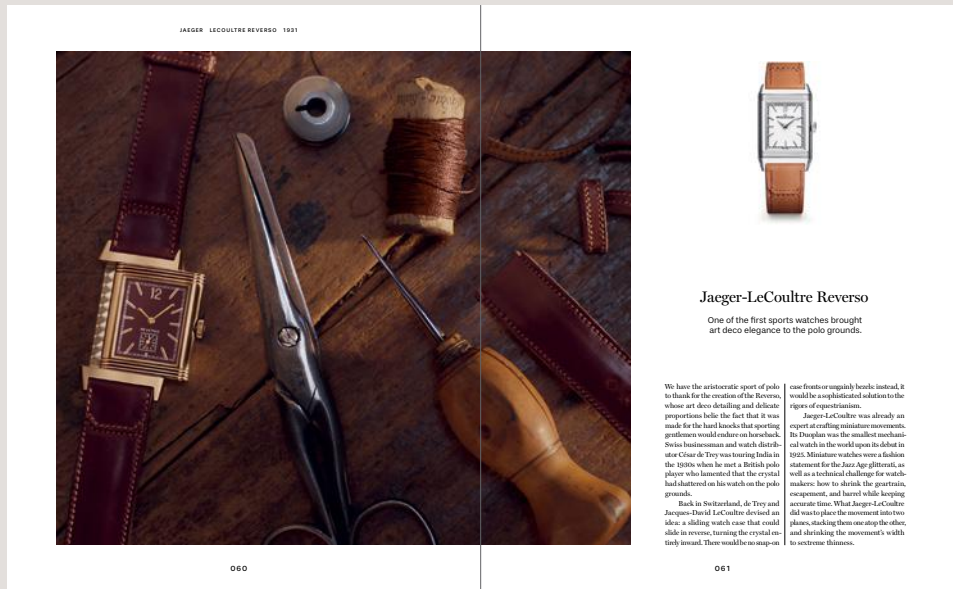 JAEGER LECOULTRE REVERSO 1931
12
Jaeger-LeCoultre Reverso
One of the first sports watches brought
art deco elegance to the polo grounds.
We have the aristocratic sport of polo
to thank for the creation of the Reverso,
whose art deco detailing and delicate
proportions belie the fact that it was
made for the hard knocks that sporting
gentlemen would endure on horseback.
Swiss businessman and watch distrib-
utor César de Trey was touring India in
the 1930s when he met a British polo
player who lamented that the crystal
had shattered on his watch on the polo
grounds.
Back in Switzerland, de Trey and
Jacques-David LeCoultre devised an
idea: a sliding watch case that could
slide in reverse, turning the crystal en-
tirely inward. There would be no snap-on
case fronts or ungainly bezels: instead, it
would be a sophisticated solution to the
rigors of equestrianism.
Jaeger-LeCoultre was already an
expert at crafting miniature movements.
Its Duoplan was the smallest mechani-
cal watch in the world upon its debut in
1925. Miniature watches were a fashion
statement for the Jazz Age glitterati, as
well as a technical challenge for watch-
makers: how to shrink the geartrain,
escapement, and barrel while keeping
accurate time. What Jaeger-LeCoultre
did was to place the movement into two
planes, stacking them one atop the other,
and shrinking the movement's width
to sextreme thinness.
060
061